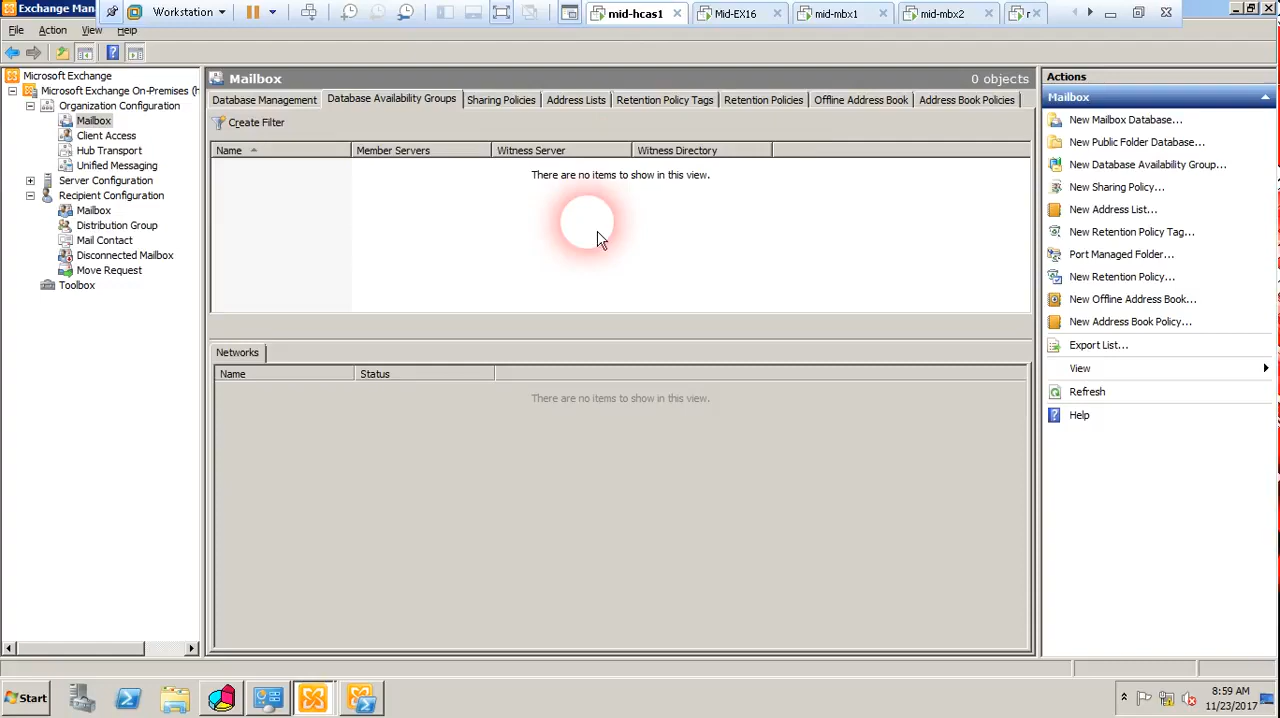 Exchange Man
Workstation
mid-hcas1
Mid-EX
mid-mbx1
mid-mbx2
File Action View Help
Microsoft Exchange
Microsoft Exchange On-Premises (
Organization Configuration
Mailbox
Client Access
Hub Transport
Unified Messaging
Server Configuration
Recipient Configuration
Mailbox
Distribution Group
Mail Contact
Disconnected Mailbox
Move Request
Toolbox
Mailbox
0 objects
Database Management
Database Availability Groups
Sharing Policies
Address Lists
Retention Policy Tags
Retention Policies
Offline Address Book
Address Book Policies
Create Filter
Name
Member Servers
Witness Server
Witness Directory
There are no items to show in this view.
Networks
Name
Status
There are no items to show in this view.
Actions
Mailbox
New Mailbox Database...
New Public Folder Database...
New Database Availability Group...
New Sharing Policy...
New Address List...
New Retention Policy Tag...
Port Managed Folder...
New Retention Policy...
New Offline Address Book...
New Address Book Policy...
Export List...
View
Refresh
Help
Start
8:59 AM
11/23/2017